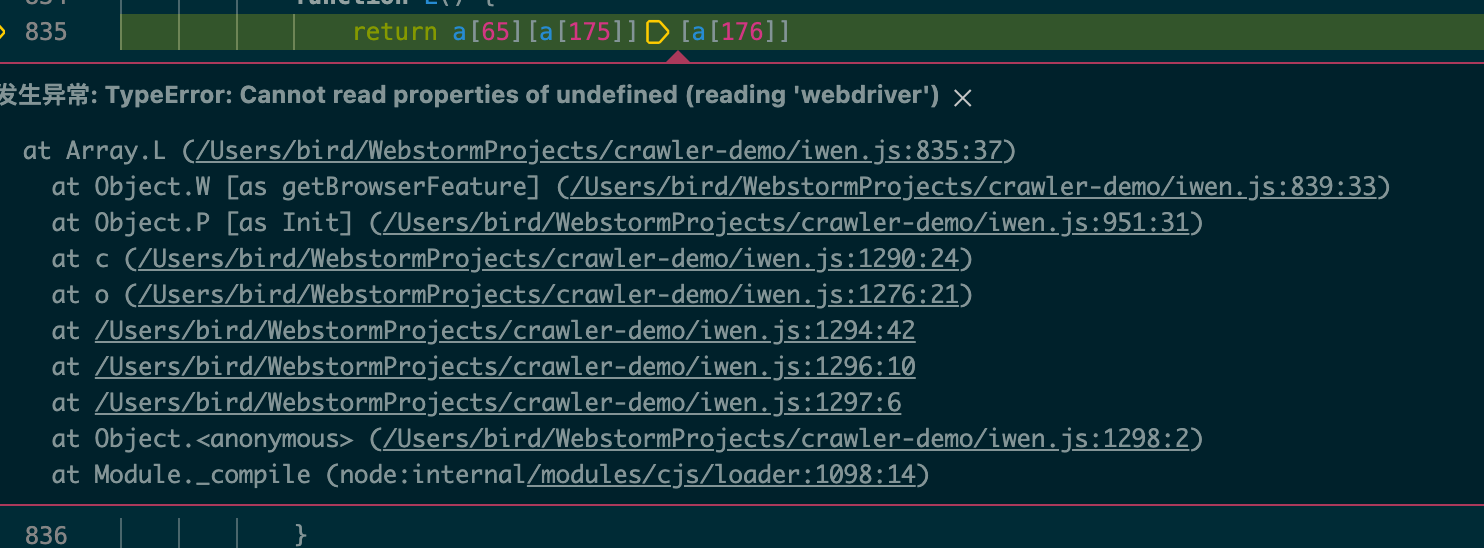 835 return a[65][a[175]] [a[176]]
发生异常: TypeError: Cannot read properties of undefined (reading 'webdriver') ×
at Array.L (/Users/bird/WebstormProjects/crawler-demo/iwen.js:835:37)
at Object.W [as getBrowserFeature] (/Users/bird/WebstormProjects/crawler-demo/iwen.js:839:33)
at Object.P [as Init] (/Users/bird/WebstormProjects/crawler-demo/iwen.js:951:31)
at c (/Users/bird/WebstormProjects/crawler-demo/iwen.js:1290:24)
at o (/Users/bird/WebstormProjects/crawler-demo/iwen.js:1276:21)
at /Users/bird/WebstormProjects/crawler-demo/iwen.js:1294:42
at /Users/bird/WebstormProjects/crawler-demo/iwen.js:1296:10
at /Users/bird/WebstormProjects/crawler-demo/iwen.js:1297:6
at Object.<anonymous> (/Users/bird/WebstormProjects/crawler-demo/iwen.js:1298:2)
at Module._compile (node:internal/modules/cjs/loader:1098:14)
836 }